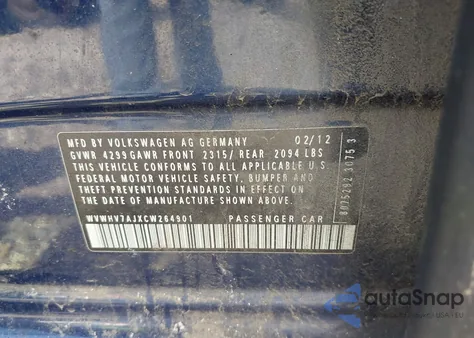 MFD BY VOLKSWAGEN AG GERMANY 02/12
GVWR 4299 GAWR FRONT 2315/ REAR 2094 LBS
THIS VEHICLE CONFORMS TO ALL APPLICABLE U.S.
FEDERAL MOTOR VEHICLE SAFETY, BUMPER AND
THEFT PREVENTION STANDARDS IN EFFECT ON THE
DATE OF MANUFACTURE SHOWN ABOVE
WVWHV7AJXCW264901 PASSENGER CAR
autoSnap